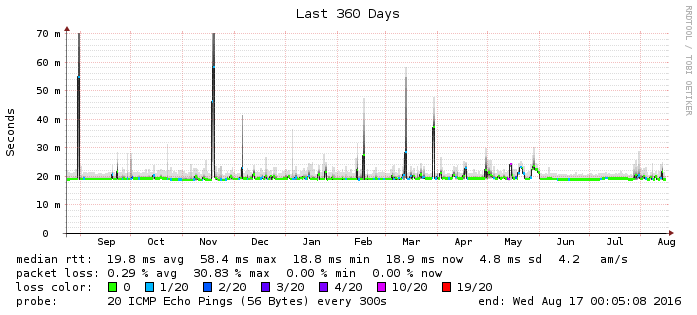 Last 360 Days
RRDTOOL / TOBI OETIKER
Seconds
70 m
60 m
50 m
40 m
30 m
20 m
10 m
0
Sep Oct Nov Dec Jan Feb Mar Apr May Jun Jul Aug
median rtt: 19.8 ms avg 58.4 ms max 18.8 ms min 18.9 ms now 4.8 ms sd 4.2 am/s
packet loss: 0.29 % avg 30.83 % max 0.00 % min 0.00 % now
loss color: 0 1/20 2/20 3/20 4/20 10/20 19/20
probe: 20 ICMP Echo Pings (56 Bytes) every 300s end: Wed Aug 17 00:05:08 2016